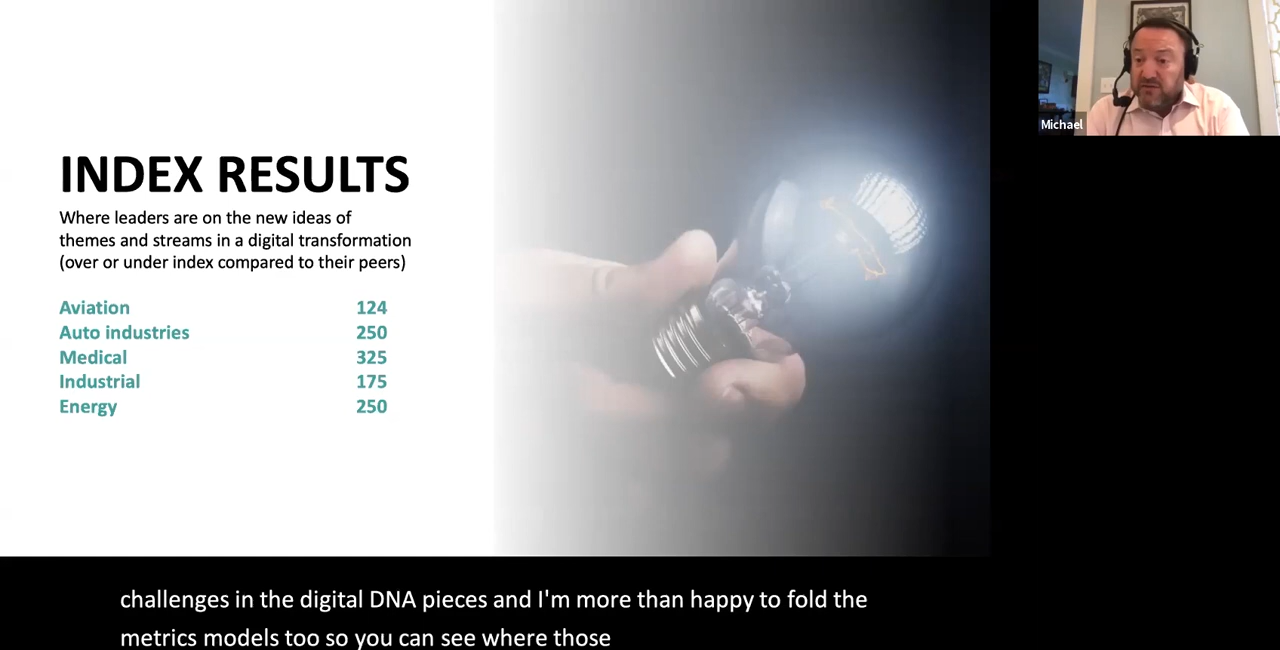 INDEX RESULTS
Where leaders are on the new ideas of
themes and streams in a digital transformation
(over or under index compared to their peers)
Aviation 124
Auto industries 250
Medical 325
Industrial 175
Energy 250
Michael
challenges in the digital DNA pieces and I'm more than happy to fold the
metrics models too so you can see where those